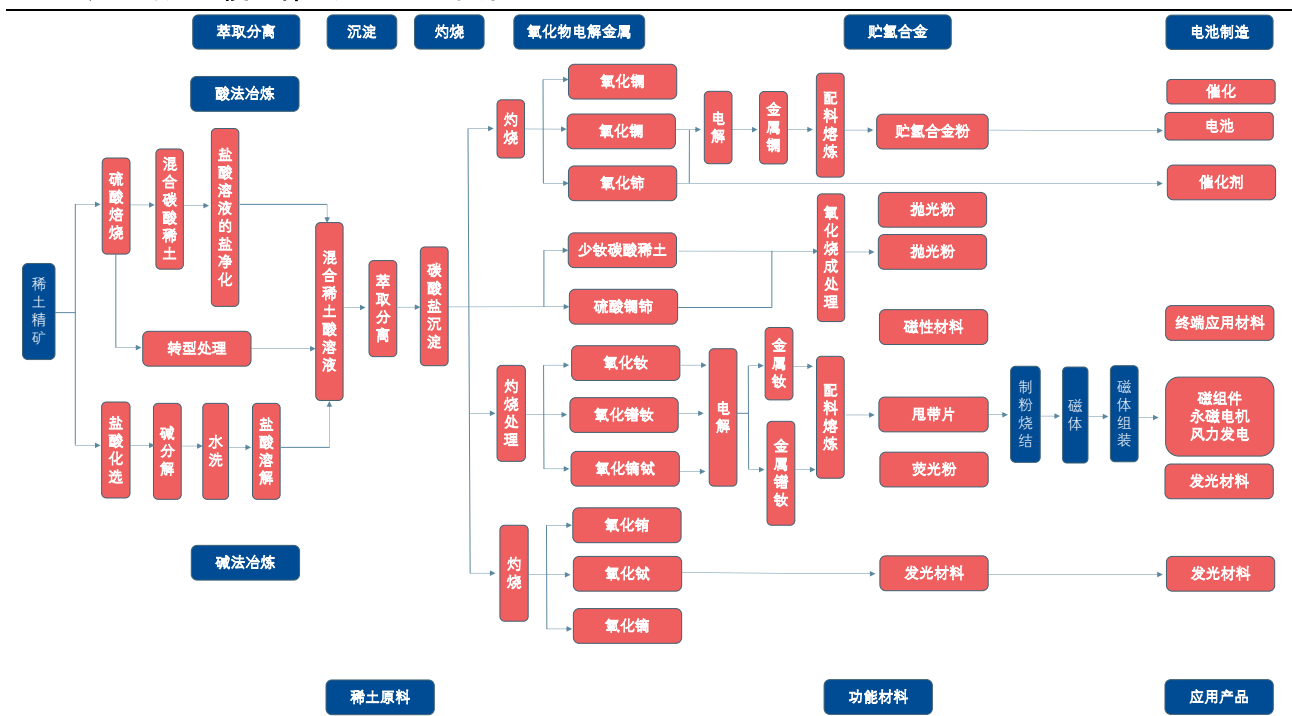 萃取分离
沉淀
灼烧
氧化物电解金属
贮氢合金
电池制造
酸法冶炼
稀土精矿
硫酸焙烧
混合碳酸稀土
盐酸溶液的盐净化
转型处理
盐酸化选
碱分解
水洗
盐酸溶解
碱法冶炼
混合稀土酸溶液
萃取分离
碳酸盐沉淀
灼烧
氧化镧
氧化镧
氧化铈
电解
金属镧
配料熔炼
贮氢合金粉
催化
电池
催化剂
少钕碳酸稀土
硫酸镧铈
氧化烧成处理
抛光粉
抛光粉
磁性材料
终端应用材料
灼烧处理
氧化钕
氧化镨钕
氧化镝铽
电解
金属钕
金属镨钕
配料熔炼
甩带片
荧光粉
制粉烧结
磁体
磁体组装
磁组件
永磁电机
风力发电
发光材料
灼烧
氧化铕
氧化铽
氧化镝
发光材料
发光材料
稀土原料
功能材料
应用产品